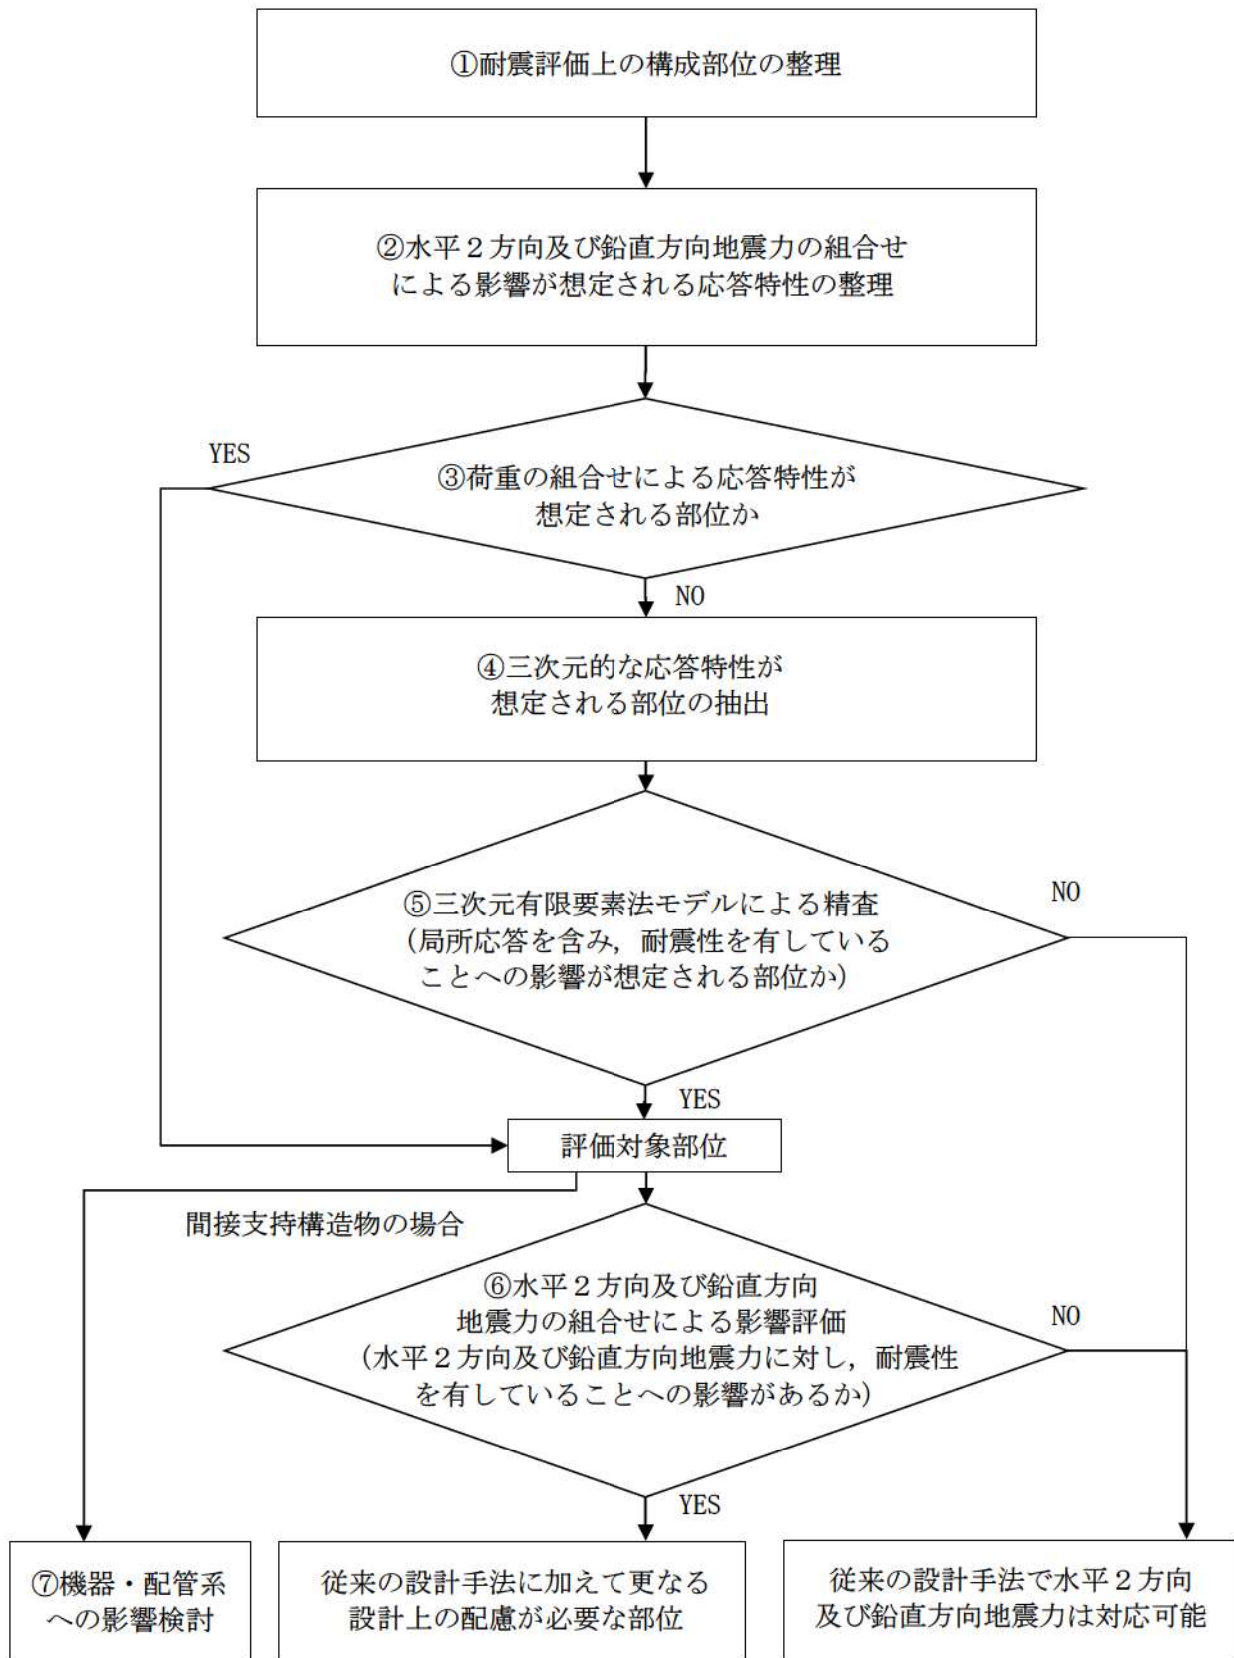 ①耐震評価上の構成部位の整理
②水平２方向及び鉛直方向地震力の組合せ
による影響が想定される応答特性の整理
YES
③荷重の組合せによる応答特性が
想定される部位か
NO
④三次元的な応答特性が
想定される部位の抽出
NO
⑤三次元有限要素法モデルによる精査
（局所応答を含み，耐震性を有している
ことへの影響が想定される部位か）
YES
評価対象部位
間接支持構造物の場合
⑥水平２方向及び鉛直方向
地震力の組合せによる影響評価
（水平２方向及び鉛直方向地震力に対し，耐震性
を有していることへの影響があるか）
NO
YES
⑦機器・配管系
への影響検討
従来の設計手法に加えて更なる
設計上の配慮が必要な部位
従来の設計手法で水平２方向
及び鉛直方向地震力は対応可能